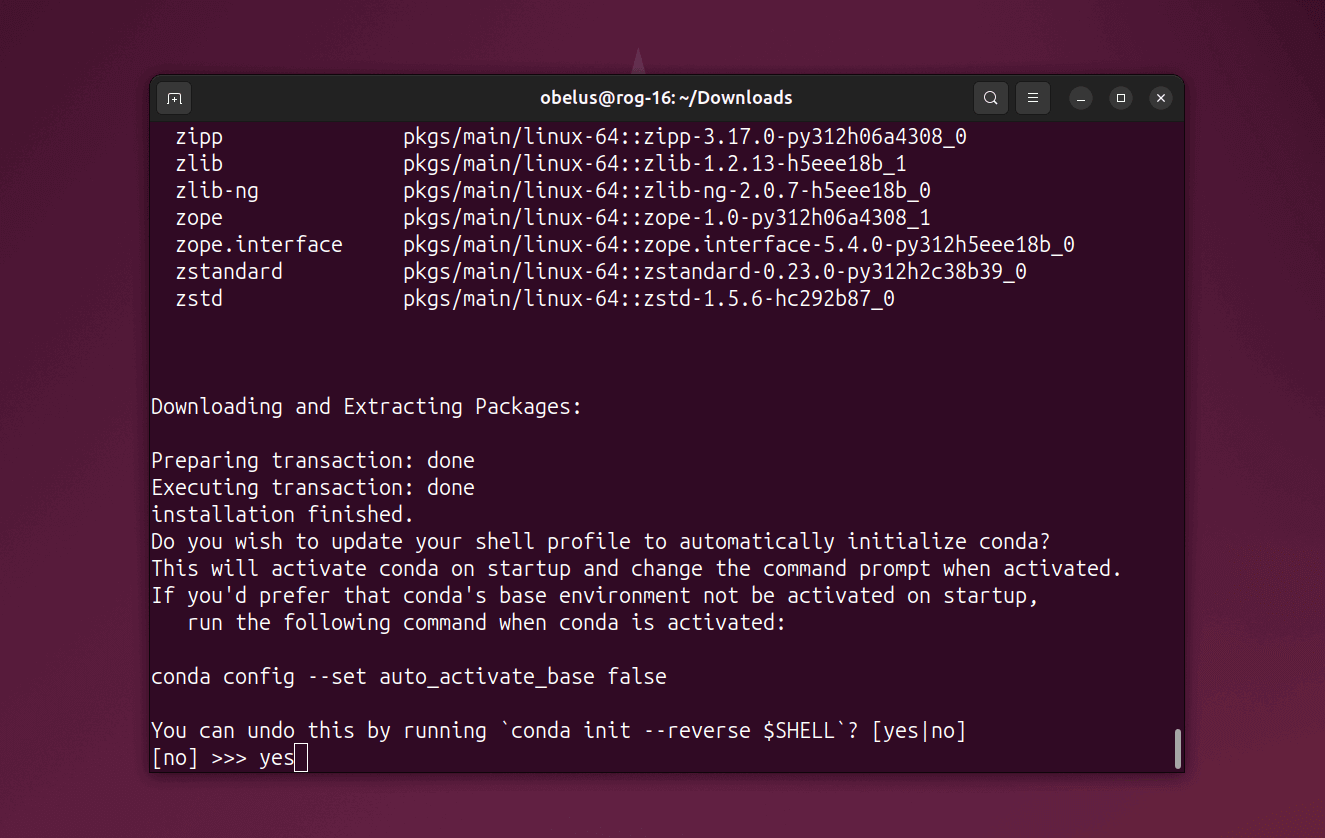 obelus@rog-16: ~/Downloads
zipp pkgs/main/linux-64::zipp-3.17.0-py312h06a4308_0
zlib pkgs/main/linux-64::zlib-1.2.13-h5eee18b_1
zlib-ng pkgs/main/linux-64::zlib-ng-2.0.7-h5eee18b_0
zope pkgs/main/linux-64::zope-1.0-py312h06a4308_1
zope.interface pkgs/main/linux-64::zope.interface-5.4.0-py312h5eee18b_0
zstandard pkgs/main/linux-64::zstandard-0.23.0-py312h2c38b39_0
zstd pkgs/main/linux-64::zstd-1.5.6-hc292b87_0
Downloading and Extracting Packages:
Preparing transaction: done
Executing transaction: done
installation finished.
Do you wish to update your shell profile to automatically initialize conda?
This will activate conda on startup and change the command prompt when activated.
If you'd prefer that conda's base environment not be activated on startup,
run the following command when conda is activated:
conda config --set auto_activate_base false
You can undo this by running `conda init --reverse $SHELL`? [yes|no]
[no] >>> yes